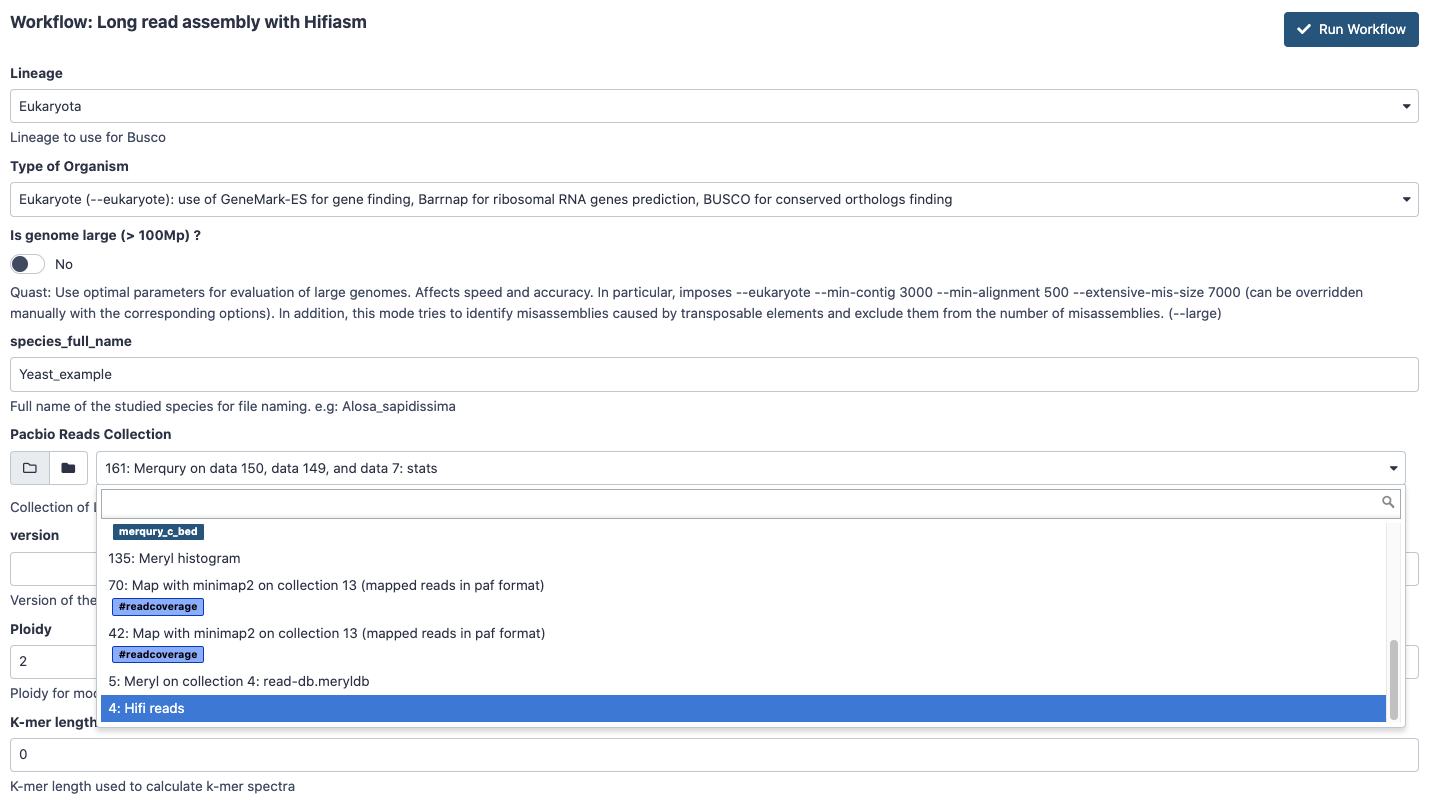 Workflow: Long read assembly with Hifiasm
Run Workflow
Lineage
Eukaryota
Lineage to use for Busco
Type of Organism
Eukaryote (--eukaryote): use of GeneMark-ES for gene finding, Barrnap for ribosomal RNA genes prediction, BUSCO for conserved orthologs finding
Is genome large (> 100Mp) ?
No
Quast: Use optimal parameters for evaluation of large genomes. Affects speed and accuracy. In particular, imposes --eukaryote --min-contig 3000 --min-alignment 500 --extensive-mis-size 7000 (can be overridden
manually with the corresponding options). In addition, this mode tries to identify misassemblies caused by transposable elements and exclude them from the number of misassemblies. (--large)
species_full_name
Yeast_example
Full name of the studied species for file naming. e.g: Alosa_sapidissima
Pacbio Reads Collection
161: Merqury on data 150, data 149, and data 7: stats
Collection of
version
merqury_c_bed
135: Meryl histogram
70: Map with minimap2 on collection 13 (mapped reads in paf format)
#readcoverage
Version of the
Ploidy
42: Map with minimap2 on collection 13 (mapped reads in paf format)
#readcoverage
2
5: Meryl on collection 4: read-db.meryldb
Ploidy for
4: Hifi reads
K-mer length
0
K-mer length used to calculate k-mer spectra